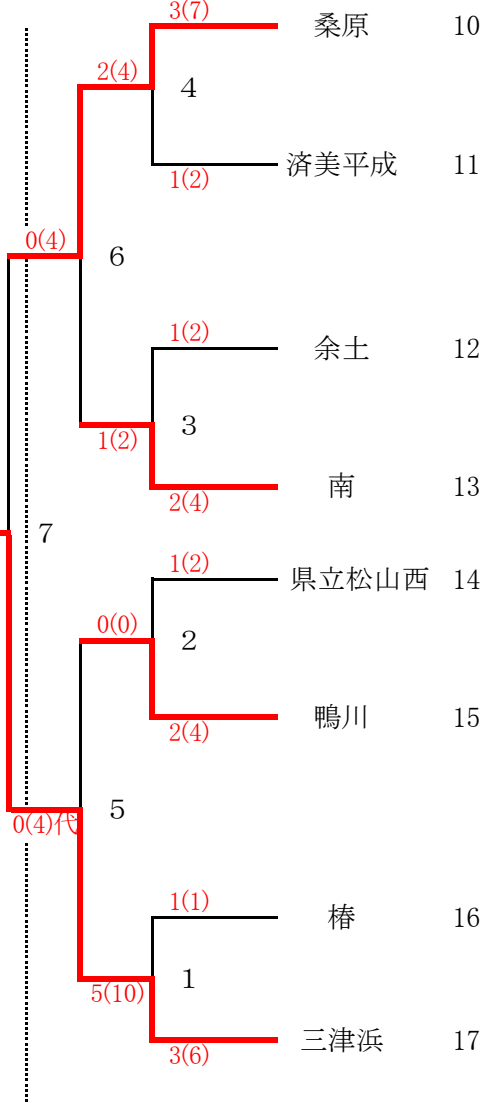 3(7)
桑原 10
2(4)
4
済美平成 11
1(2)
0(4)
6
1(2)
余土 12
3
1(2)
南 13
2(4)
7
1(2)
県立松山西 14
0(0)
2
鴨川 15
2(4)
5
0(4)代
1(1)
椿 16
1
5(10)
三津浜 17
3(6)